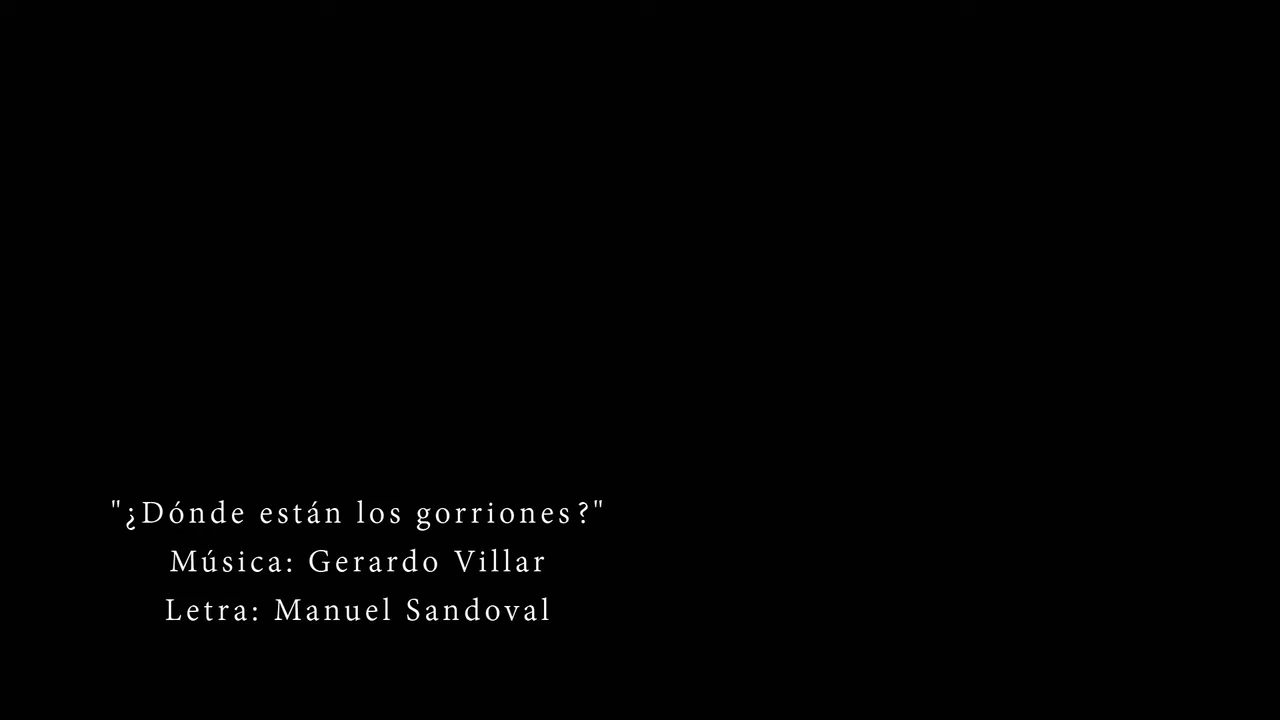 "¿Dónde están los gorriones?"
Música: Gerardo Villar
Letra: Manuel Sandoval